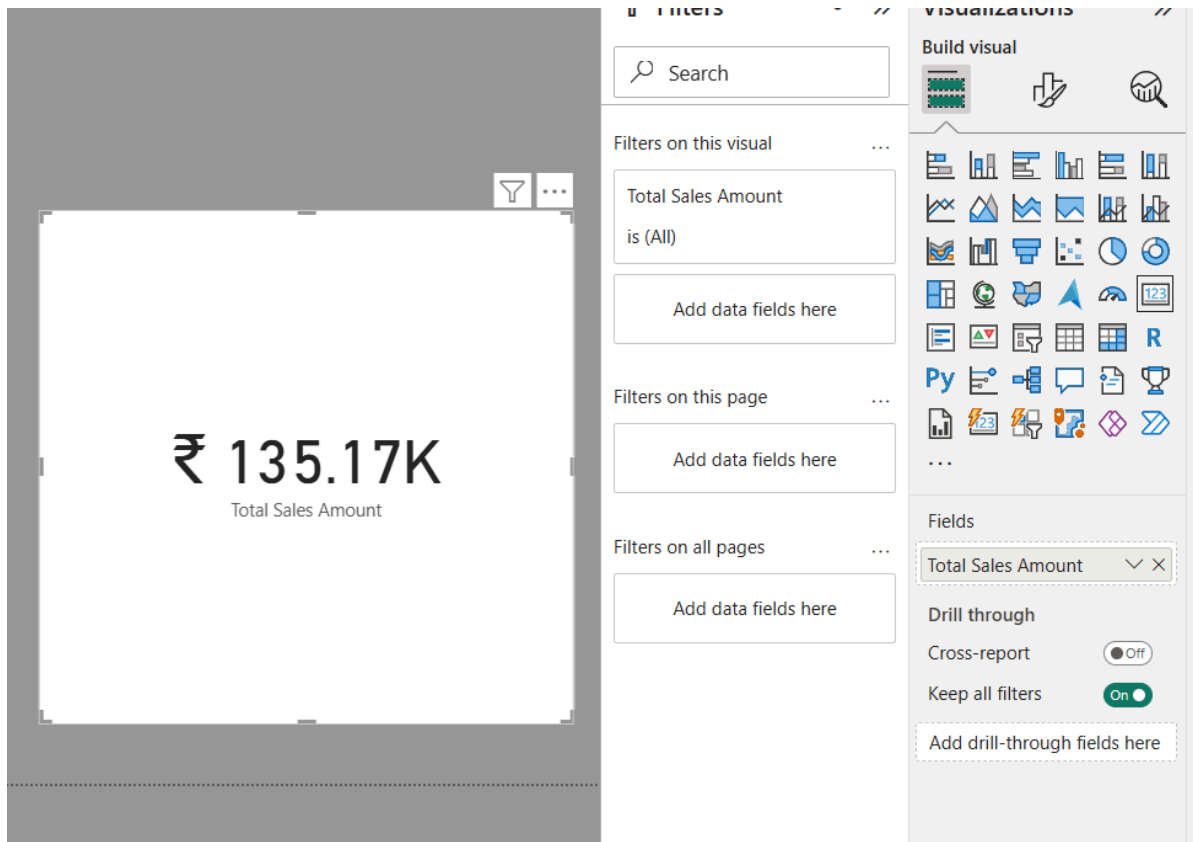 Filters
Visualizations
Build visual
Search
Filters on this visual
...
Total Sales Amount
is (All)
Add data fields here
Filters on this page
...
Add data fields here
Filters on all pages
...
Add data fields here
₹ 135.17K
Total Sales Amount
123
R
Py
123
...
Fields
Total Sales Amount
Drill through
Cross-report
Off
Keep all filters
On
Add drill-through fields here